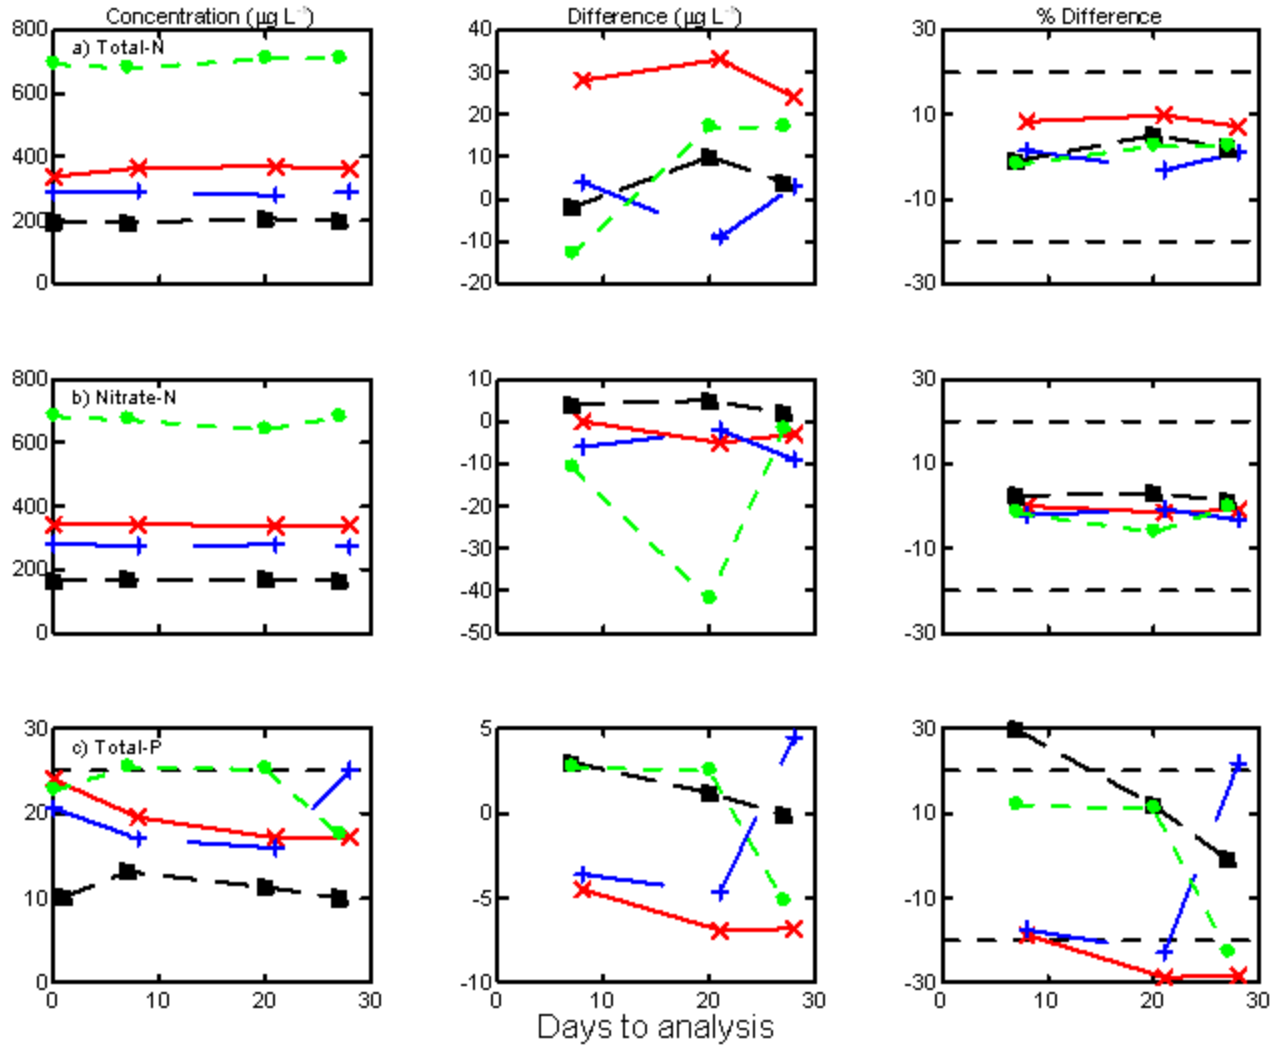 Concentration (µg L⁻¹) Difference (µg L⁻¹) % Difference
a) Total-N
800 600 400 200 0
40 30 20 10 0 -10 -20
30 10 -10 -30
b) Nitrate-N
800 600 400 200 0
10 0 -10 -20 -30 -40 -50
30 10 -10 -30
c) Total-P
30 20 10 0
5 0 -5 -10
30 10 -10 -30
0 10 20 30 0 10 20 30 0 10 20 30
Days to analysis